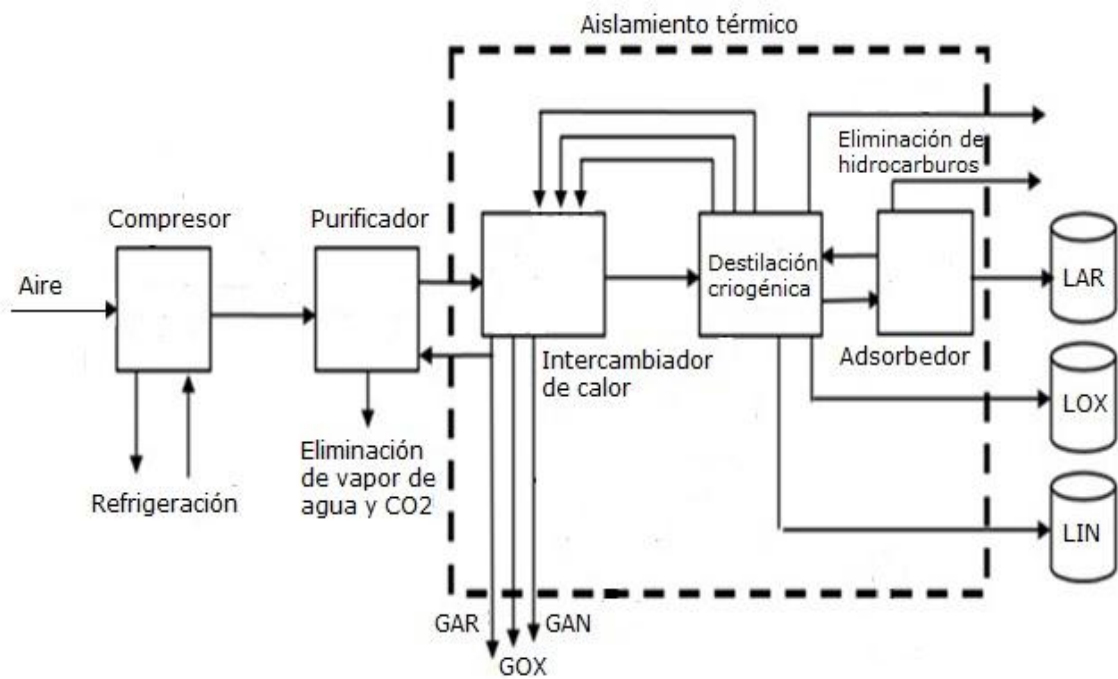 Aislamiento térmico
Eliminación de
hidrocarburos
Compresor
Purificador
Aire
Destilación
criogénica
LAR
Intercambiador
de calor
Adsorbedor
LOX
Eliminación
de vapor de
agua y CO2
Refrigeración
LIN
GAR
GAN
GOX